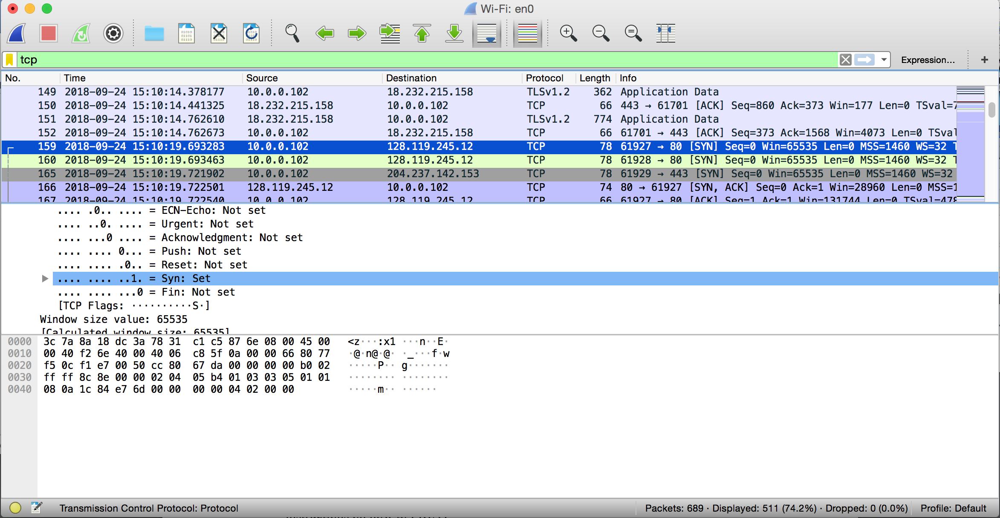 Wi-Fi: en0
tcp
Expression...
+
No. Time Source Destination Protocol Length Info
149 2018-09-24 15:10:14.378177 10.0.0.102 18.232.215.158 TLSv1.2 362 Application Data
150 2018-09-24 15:10:14.441325 18.232.215.158 10.0.0.102 TCP 66 443 → 61701 [ACK] Seq=860 Ack=373 Win=177 Len=0 TSval=7
151 2018-09-24 15:10:14.762610 18.232.215.158 10.0.0.102 TLSv1.2 774 Application Data
152 2018-09-24 15:10:14.762673 10.0.0.102 18.232.215.158 TCP 66 61701 → 443 [ACK] Seq=373 Ack=1568 Win=4073 Len=0 TSval
159 2018-09-24 15:10:19.693283 10.0.0.102 128.119.245.12 TCP 78 61927 → 80 [SYN] Seq=0 Win=65535 Len=0 MSS=1460 WS=32 T
160 2018-09-24 15:10:19.693463 10.0.0.102 128.119.245.12 TCP 78 61928 → 80 [SYN] Seq=0 Win=65535 Len=0 MSS=1460 WS=32 T
165 2018-09-24 15:10:19.721902 10.0.0.102 204.237.142.153 TCP 78 61929 → 443 [SYN] Seq=0 Win=65535 Len=0 MSS=1460 WS=32
166 2018-09-24 15:10:19.722501 128.119.245.12 10.0.0.102 TCP 74 80 → 61927 [SYN, ACK] Seq=0 Ack=1 Win=28960 Len=0 MSS=1
167 2018-09-24 15:10:19.722540 10.0.0.102 128.119.245.12 TCP 66 61927 → 80 [ACK] Seq=1 Ack=1 Win=131744 Len=0 TSval=478
.... .0.. .... = ECN-Echo: Not set
.... ..0. .... = Urgent: Not set
.... ...0 .... = Acknowledgment: Not set
.... .... 0... = Push: Not set
.... .... .0.. = Reset: Not set
.... .... ..1. = Syn: Set
.... .... ...0 = Fin: Not set
[TCP Flags: ··········S·]
Window size value: 65535
[Calculated window size: 65535]
0000 3c 7a 8a 18 dc 3a 78 31 c1 c5 87 6e 08 00 45 00 <z···:x1 ···n··E·
0010 00 40 f2 6e 40 00 40 06 c8 5f 0a 00 00 66 80 77 ·@·n@·@· ·_···f·w
0020 f5 0c f1 e7 00 50 cc 80 67 da 00 00 00 00 b0 02 ·····P·· g·······
0030 ff ff 8c 8e 00 00 02 04 05 b4 01 03 03 05 01 01 ········ ········
0040 08 0a 1c 84 e7 6d 00 00 00 00 04 02 00 00 ·····m·· ······
Transmission Control Protocol: Protocol
Packets: 689 · Displayed: 511 (74.2%) · Dropped: 0 (0.0%)
Profile: Default